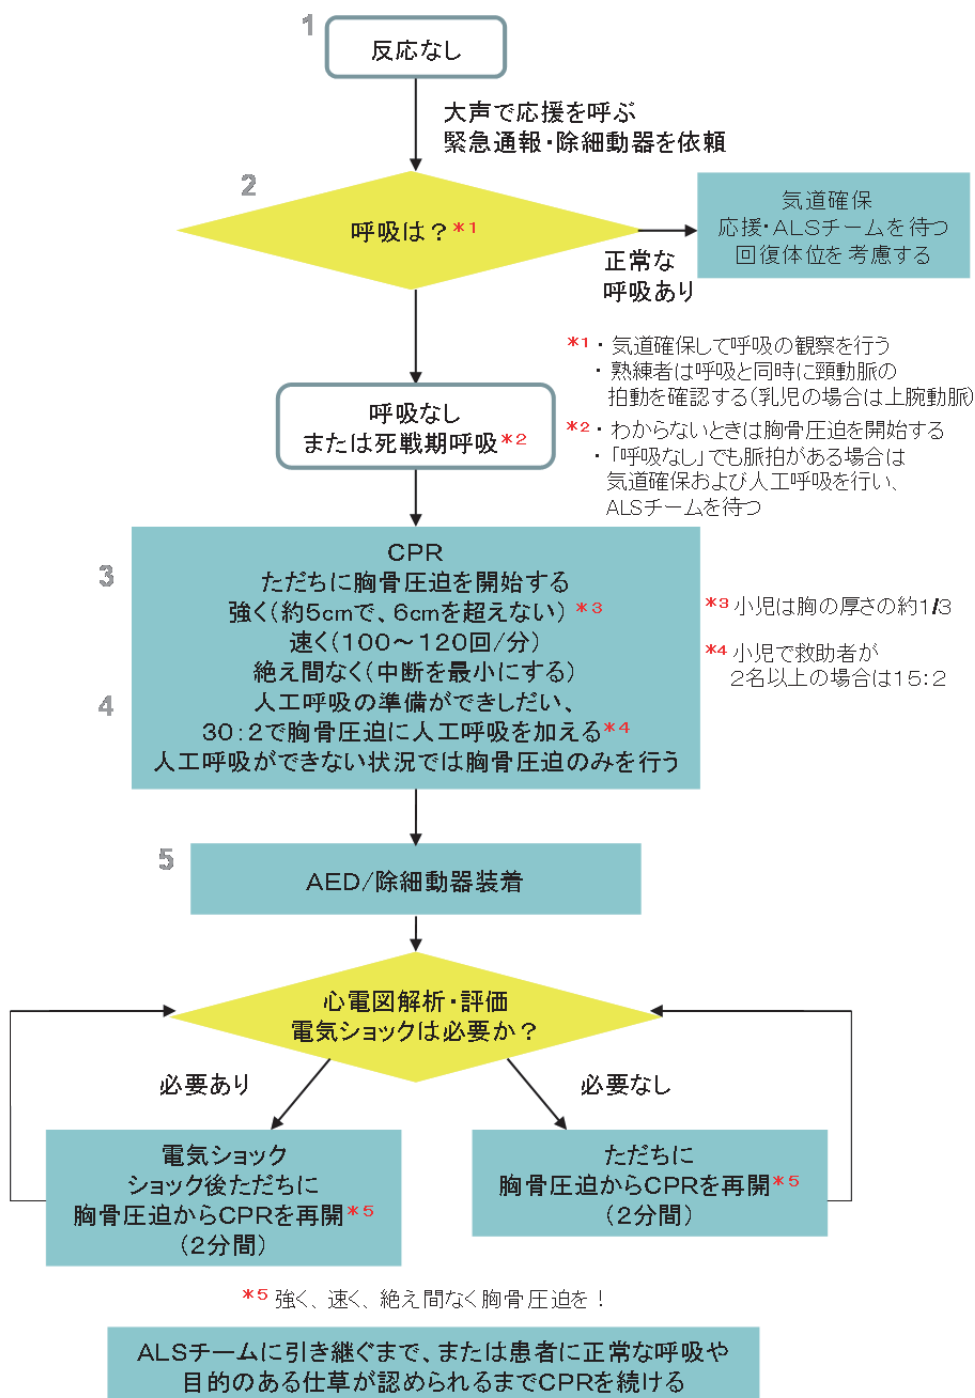 1
反応なし
大声で応援を呼ぶ
緊急通報・除細動器を依頼
2
呼吸は？*1
正常な
呼吸あり
気道確保
応援・ALSチームを待つ
回復体位を考慮する
*1・気道確保して呼吸の観察を行う
・熟練者は呼吸と同時に頸動脈の
拍動を確認する(乳児の場合は上腕動脈)
呼吸なし
または死戦期呼吸*2
*2・わからないときは胸骨圧迫を開始する
・「呼吸なし」でも脈拍がある場合は
気道確保および人工呼吸を行い、
ALSチームを待つ
3
CPR
ただちに胸骨圧迫を開始する
強く(約5cmで、6cmを超えない)*3
速く(100～120回/分)
絶え間なく(中断を最小にする)
4
人工呼吸の準備ができしだい、
30：2で胸骨圧迫に人工呼吸を加える*4
人工呼吸ができない状況では胸骨圧迫のみを行う
*3 小児は胸の厚さの約1/3
*4 小児で救助者が
2名以上の場合は15：2
5
AED/除細動器装着
心電図解析・評価
電気ショックは必要か？
必要あり
必要なし
電気ショック
ショック後ただちに
胸骨圧迫からCPRを再開*5
(2分間)
ただちに
胸骨圧迫からCPRを再開*5
(2分間)
*5 強く、速く、絶え間なく胸骨圧迫を！
ALSチームに引き継ぐまで、または患者に正常な呼吸や
目的のある仕草が認められるまでCPRを続ける